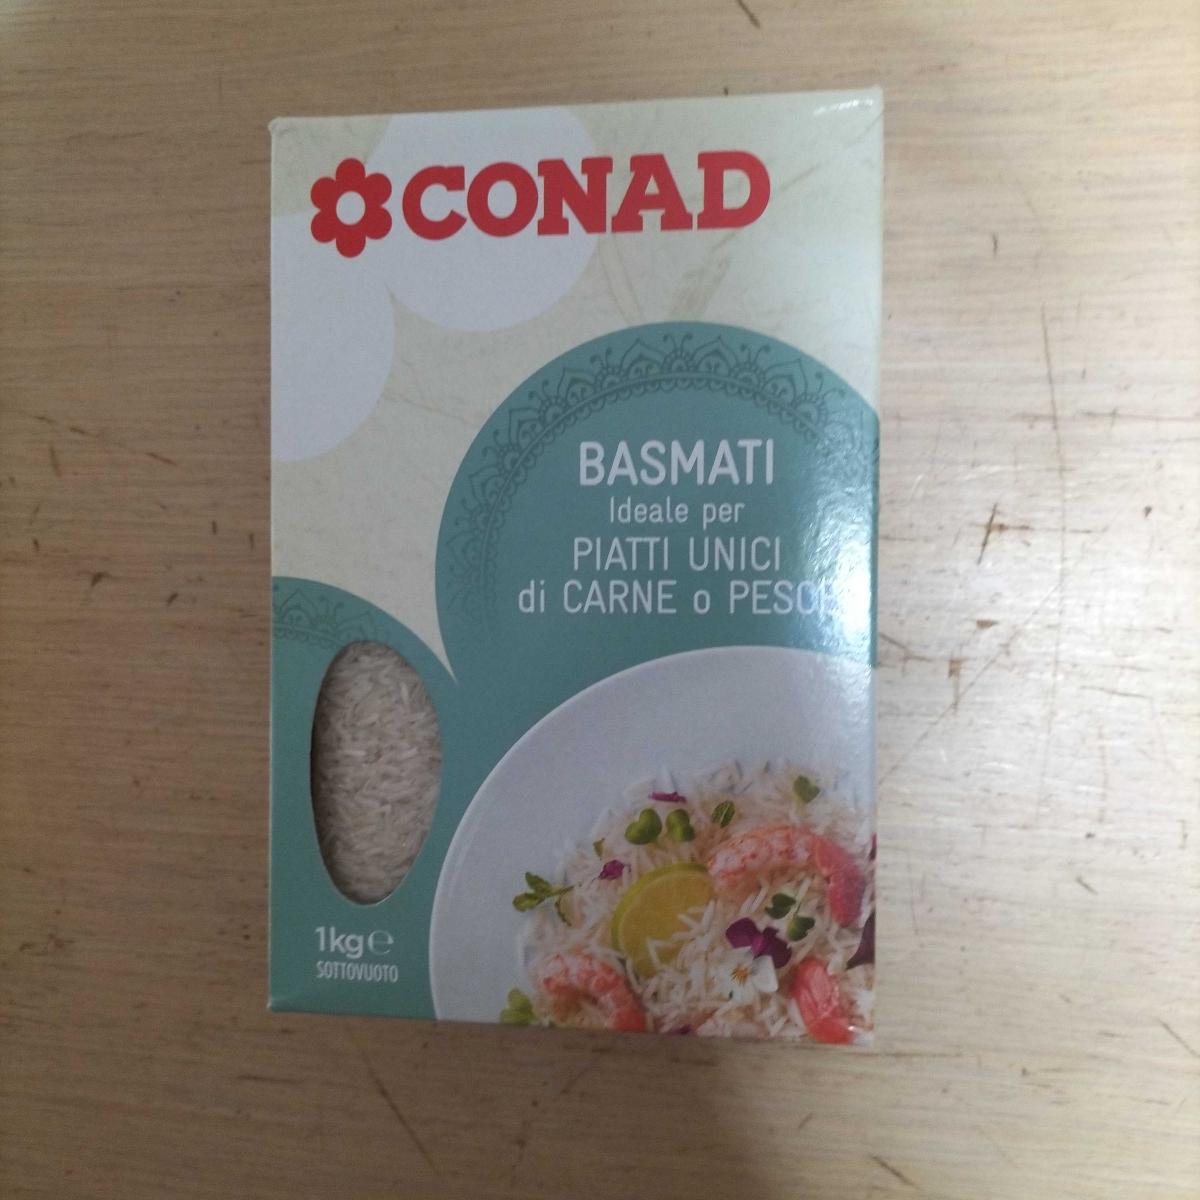 CONAD
BASMATI
Ideale per
PIATTI UNICI
di CARNE o PESCE
1kg ℮
SOTTOVUOTO